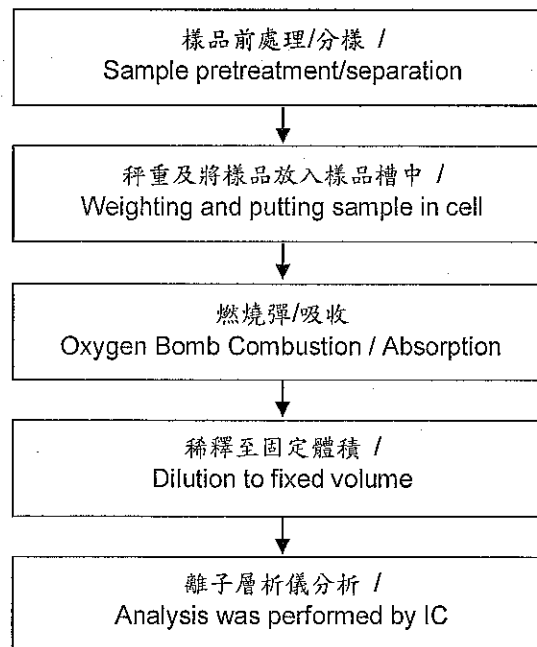 樣品前處理/分樣 /
Sample pretreatment/separation
秤重及將樣品放入樣品槽中 /
Weighting and putting sample in cell
燃燒彈/吸收
Oxygen Bomb Combustion / Absorption
稀釋至固定體積 /
Dilution to fixed volume
離子層析儀分析 /
Analysis was performed by IC